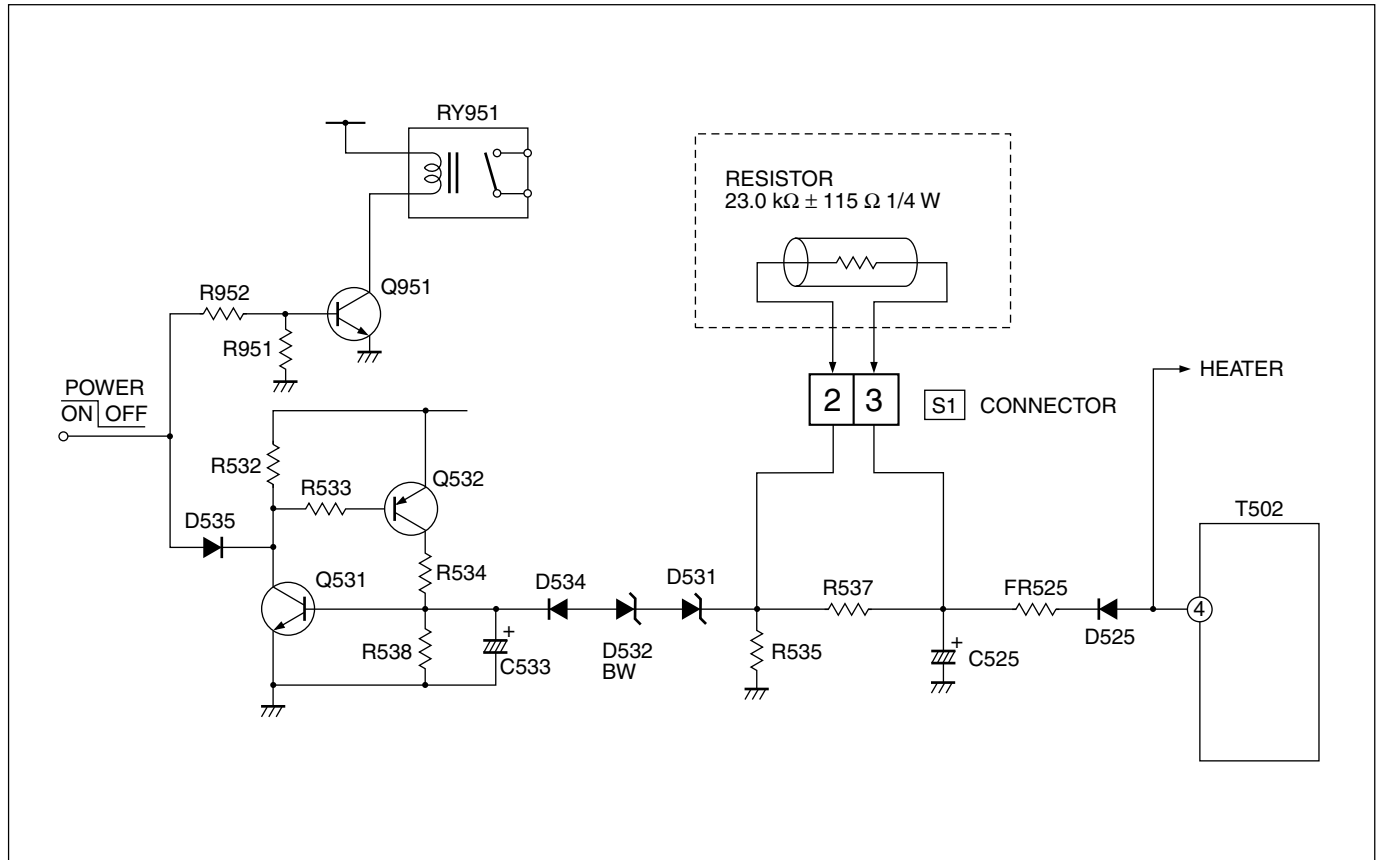 RY951
RESISTOR
23.0 kΩ ± 115 Ω 1/4 W
R952
Q951
R951
POWER
ON OFF
HEATER
2 3
S1 CONNECTOR
R532
R533
Q532
T502
D535
Q531
R534
D534
D531
R537
FR525
4
R538
+
C533
D532
BW
R535
+
C525
D525